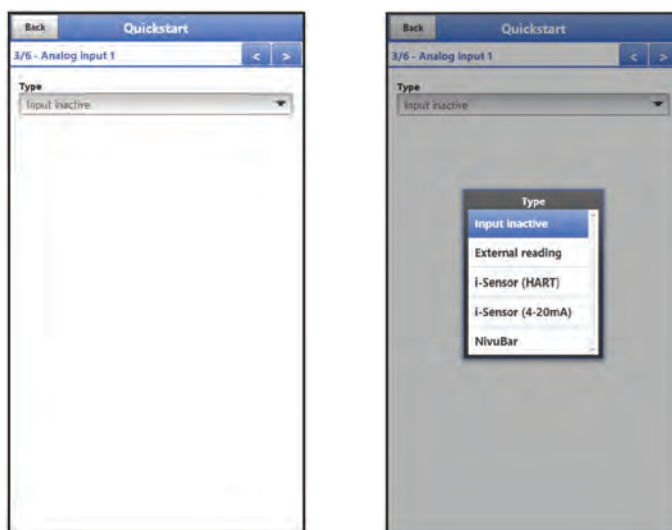 Back Quickstart
3/6 - Analog input 1 < >
Type
Input inactive
Back Quickstart
3/6 - Analog input 1 < >
Type
Input inactive
Type
Input inactive
External reading
i-Sensor (HART)
i-Sensor (4-20mA)
NivuBar